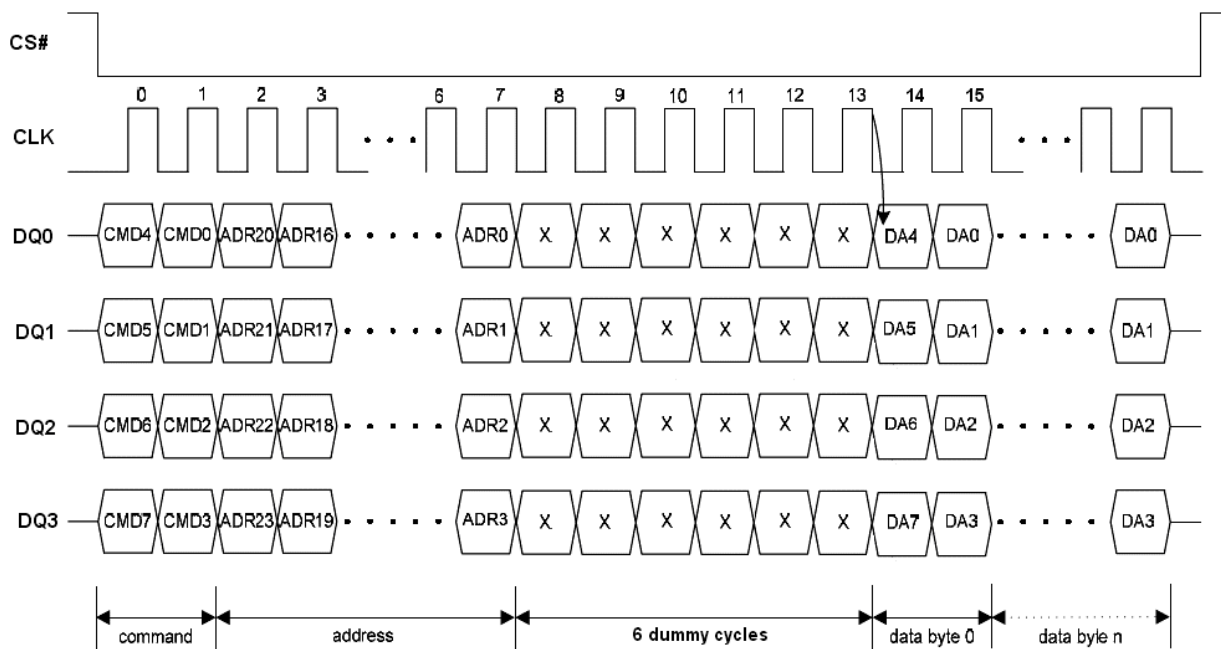 CS#
0 1 2 3 6 7 8 9 10 11 12 13 14 15
CLK
DQ0 CMD4 CMD0 ADR20 ADR16 ADR0 X X X X X X DA4 DA0 DA0
DQ1 CMD5 CMD1 ADR21 ADR17 ADR1 X X X X X X DA5 DA1 DA1
DQ2 CMD6 CMD2 ADR22 ADR18 ADR2 X X X X X X DA6 DA2 DA2
DQ3 CMD7 CMD3 ADR23 ADR19 ADR3 X X X X X X DA7 DA3 DA3
command address 6 dummy cycles data byte 0 data byle n